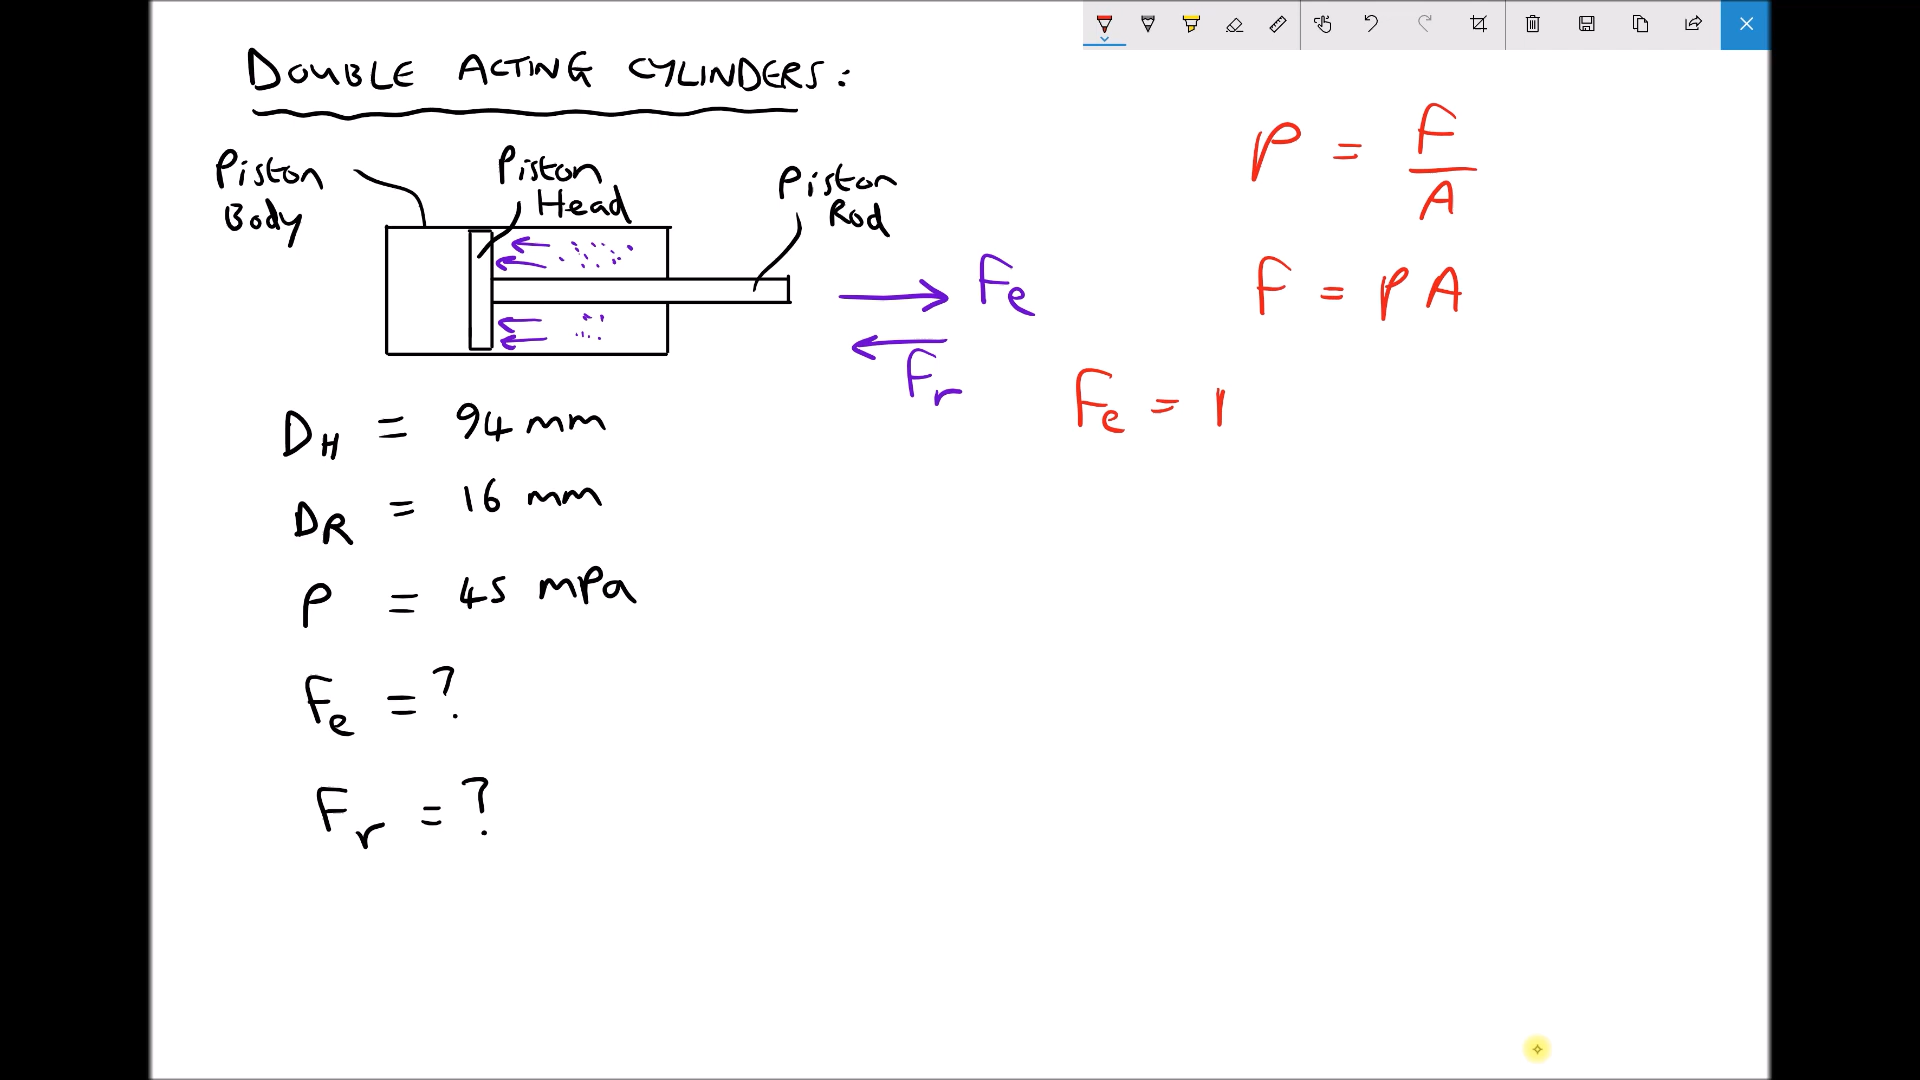 DOUBLE ACTING CYLINDERS:
Piston Body
Piston Head
Piston Rod
Fe
Fr
DH = 94 mm
DR = 16 mm
P = 45 mPa
Fe = ?
Fr = ?
P = F/A
F = PA
Fe =